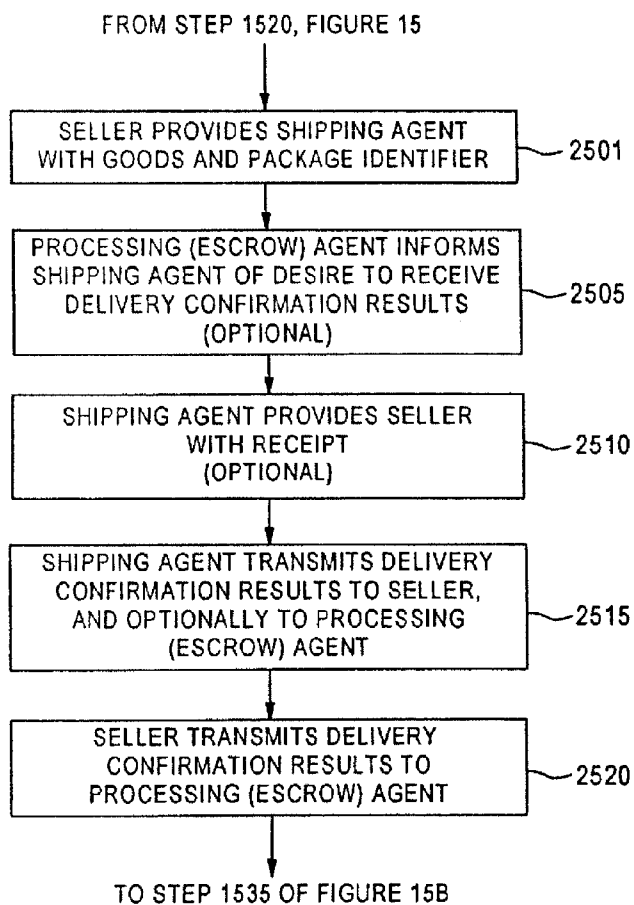 FROM STEP 1520, FIGURE 15
SELLER PROVIDES SHIPPING AGENT
WITH GOODS AND PACKAGE IDENTIFIER
2501
PROCESSING (ESCROW) AGENT INFORMS
SHIPPING AGENT OF DESIRE TO RECEIVE
DELIVERY CONFIRMATION RESULTS
(OPTIONAL)
2505
SHIPPING AGENT PROVIDES SELLER
WITH RECEIPT
(OPTIONAL)
2510
SHIPPING AGENT TRANSMITS DELIVERY
CONFIRMATION RESULTS TO SELLER,
AND OPTIONALLY TO PROCESSING
(ESCROW) AGENT
2515
SELLER TRANSMITS DELIVERY
CONFIRMATION RESULTS TO
PROCESSING (ESCROW) AGENT
2520
TO STEP 1535 OF FIGURE 15B